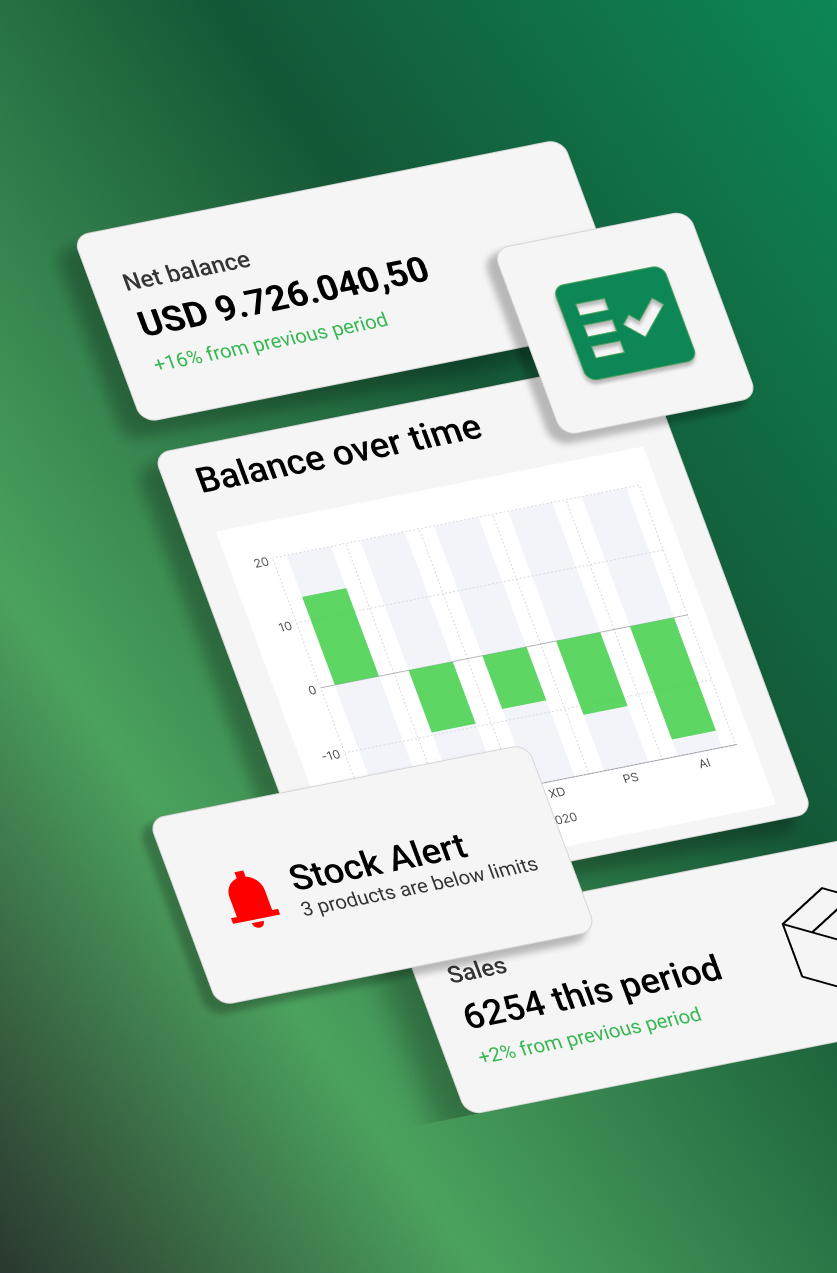 Net balance
USD 9.726.040,50
+16% from previous period
Balance over time
20
10
0
-10
XD
PS
AI
020
Stock Alert
3 products are below limits
Sales
6254 this period
+2% from previous period